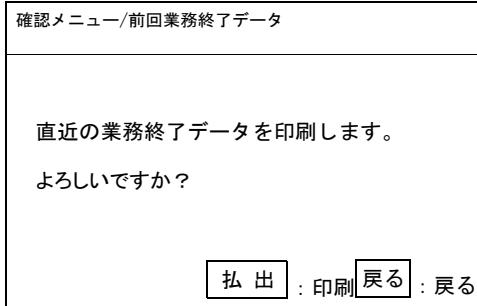 確認メニュー/前回業務終了データ
直近の業務終了データを印刷します。
よろしいですか？
払 出 : 印刷 戻る : 戻る